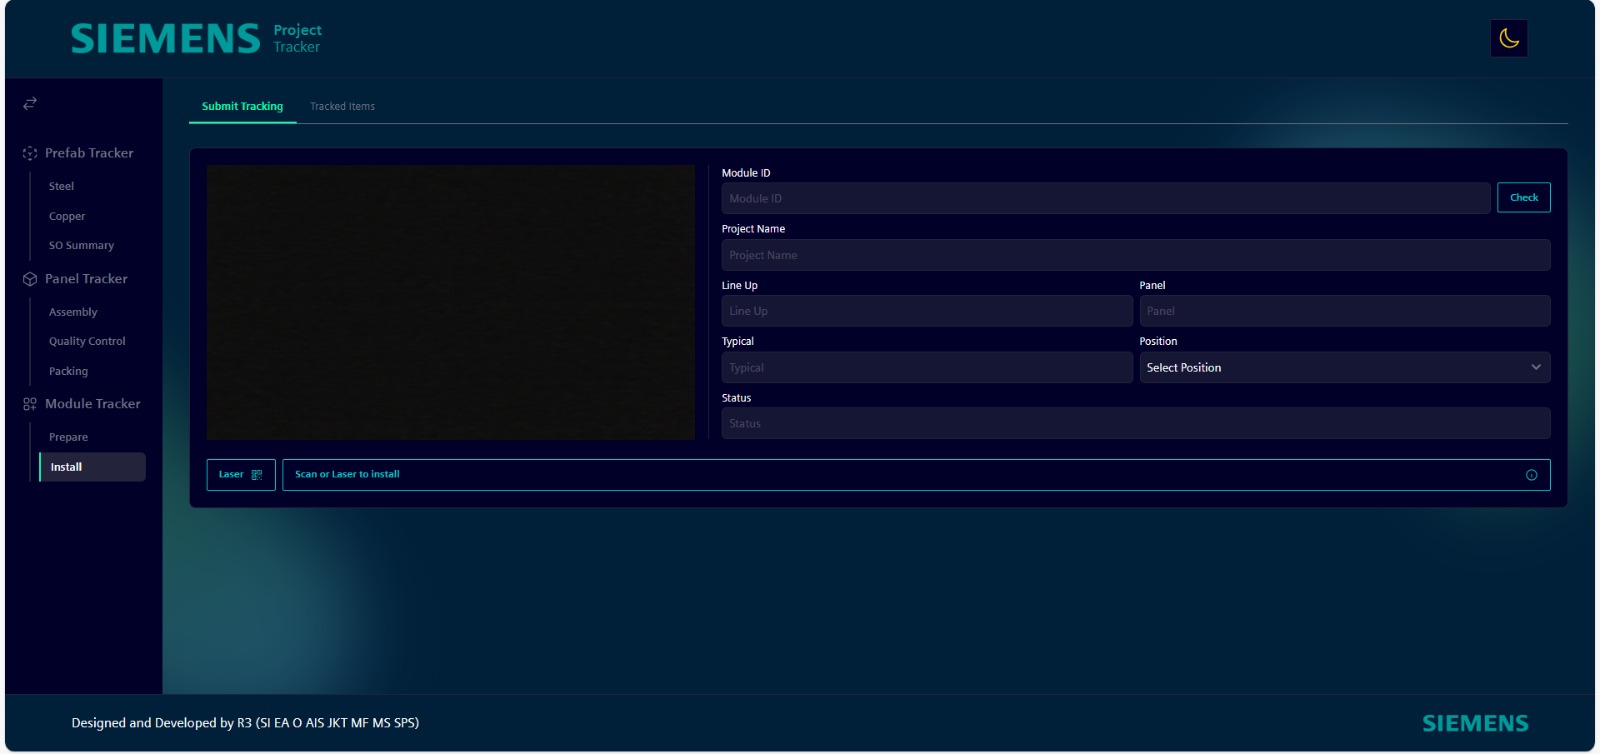 SIEMENS
Project
Tracker
Submit Tracking
Tracked Items
Prefab Tracker
Steel
Copper
SO Summary
Panel Tracker
Assembly
Quality Control
Packing
Module Tracker
Prepare
Install
Module ID
Module ID
Check
Project Name
Project Name
Line Up
Panel
Line Up
Panel
Typical
Position
Typical
Select Position
Status
Status
Laser
Scan or Laser to install
Designed and Developed by R3 (SI EA O AIS JKT MF MS SPS)
SIEMENS